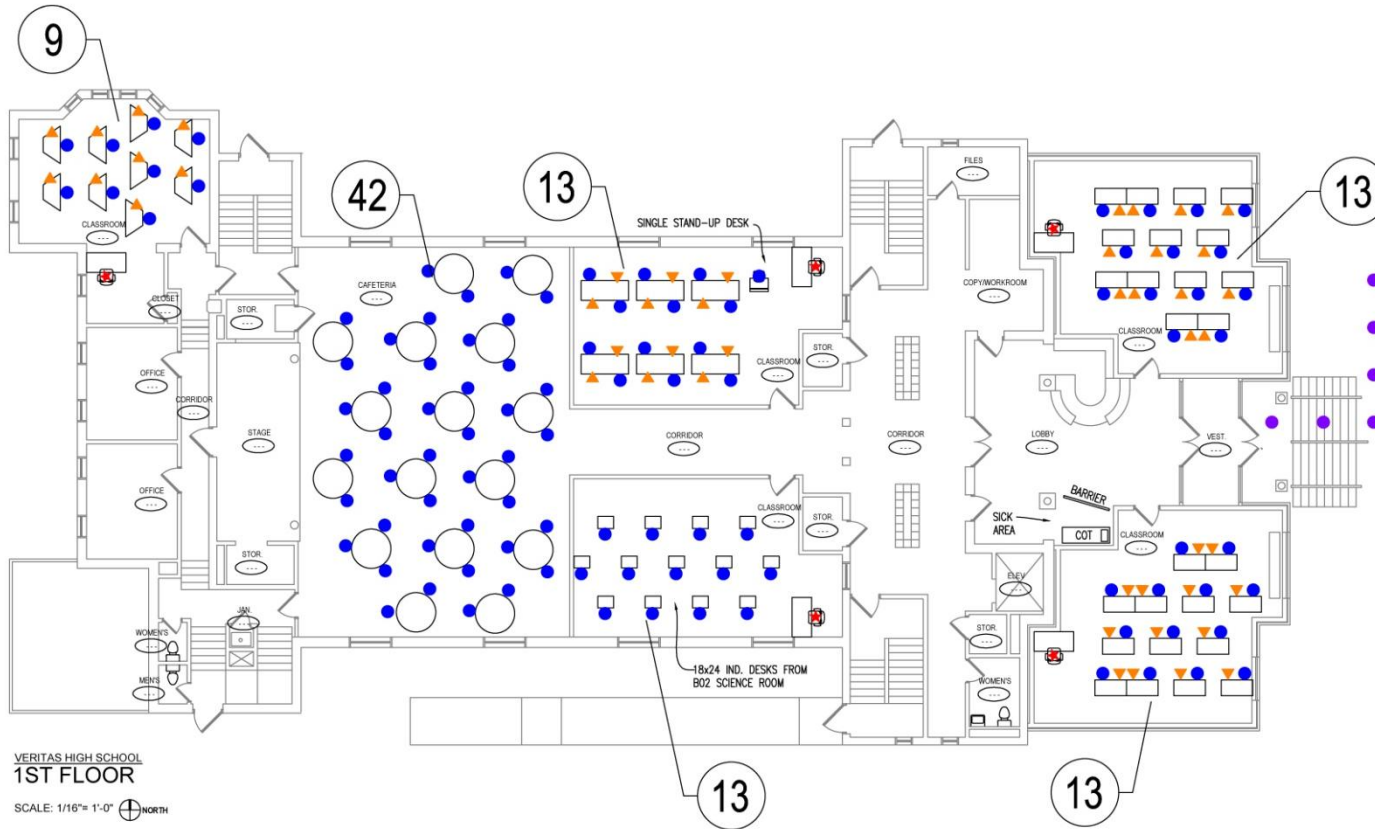 9
42
13
13
SINGLE STAND-UP DESK
FILES
---
CLASSROOM
---
CAFETERIA
---
COPY/WORKROOM
---
CLOSET
---
STOR.
---
CLASSROOM
---
STOR.
---
CLASSROOM
---
OFFICE
---
CORRIDOR
---
STAGE
---
CORRIDOR
---
CORRIDOR
---
LOBBY
---
VEST.
---
OFFICE
---
CLASSROOM
---
STOR.
---
BARRIER
SICK
AREA
COT
CLASSROOM
---
STOR.
---
ELEV.
---
JAN.
---
STOR.
---
WOMEN'S
---
MEN'S
---
WOMEN'S
---
18x24 IND. DESKS FROM
B02 SCIENCE ROOM
13
13
VERITAS HIGH SCHOOL
1ST FLOOR
SCALE: 1/16"= 1'-0" NORTH